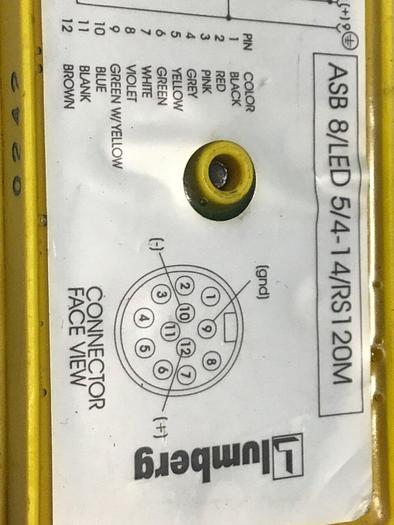 ASB 8/LED 5/4-14/RS120M
(+)
PIN COLOR
1 BLACK
2 RED
3 PINK
4 GREY
5 YELLOW
6 GREEN
7 WHITE
8 VIOLET
9 GREEN W/YELLOW
10 BLUE
11 BLANK
12 BROWN
(gnd)
(-)
1
2
3
4
5
6
7
8
9
10
11
12
(+)
CONNECTOR
FACE VIEW
lumberg